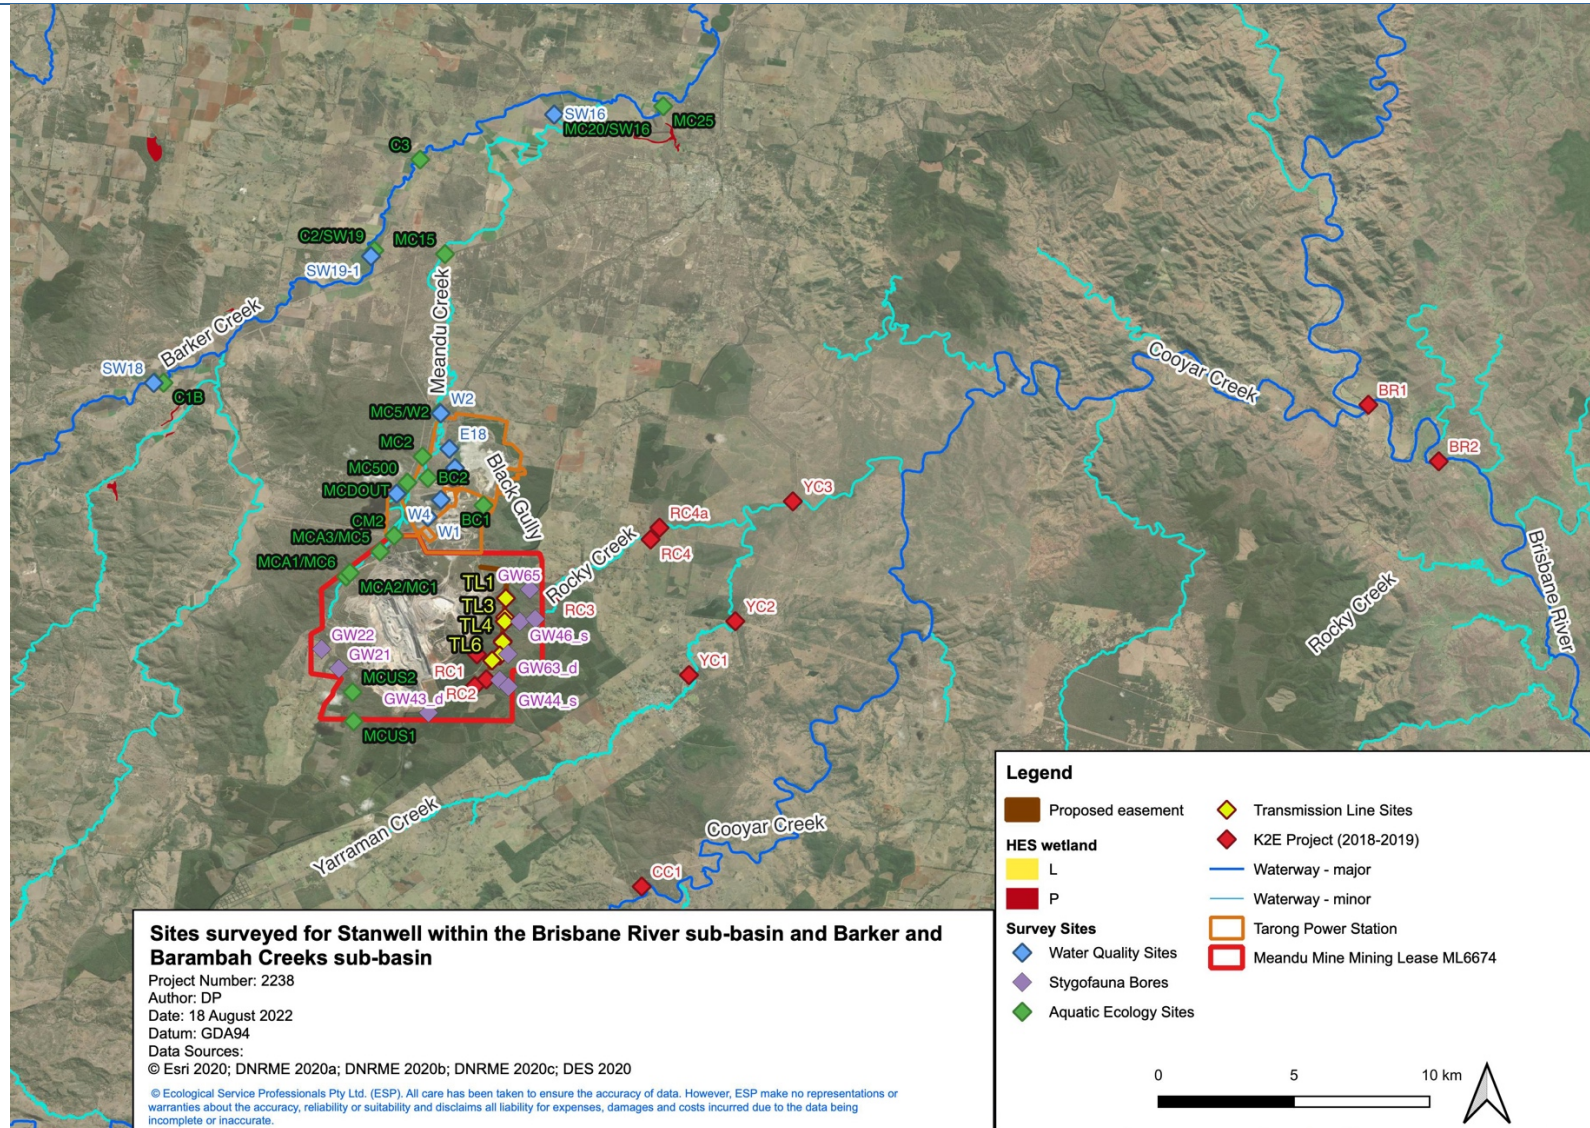 SW16
MC20/SW16
MC25
C3
C2/SW19
MC15
SW19-1
Meandu Creek
Barker Creek
SW18
C1B
Cooyar Creek
BR1
BR2
MC5/W2
W2
MC2
E18
MC500
BC2
Black Gully
MCDOUT
W4
BC1
CM2
W1
MCA3/MC5
MCA1/MC6
MCA2/MC1
YC3
RC4a
RC4
Rocky Creek
Brisbane River
Rocky Creek
TL1
GW65
TL3
RC3
TL4
GW46_s
TL6
YC2
GW22
GW21
RC1
GW63_d
YC1
MCUS2
GW43_d
RC2
GW44_s
MCUS1
Yarraman Creek
Cooyar Creek
CC1
Sites surveyed for Stanwell within the Brisbane River sub-basin and Barker and
Barambah Creeks sub-basin
Project Number: 2238
Author: DP
Date: 18 August 2022
Datum: GDA94
Data Sources:
© Esri 2020; DNRME 2020a; DNRME 2020b; DNRME 2020c; DES 2020
© Ecological Service Professionals Pty Ltd. (ESP). All care has been taken to ensure the accuracy of data. However, ESP make no representations or
warranties about the accuracy, reliability or suitability and disclaims all liability for expenses, damages and costs incurred due to the data being
incomplete or inaccurate.
Legend
Proposed easement
HES wetland
L
P
Survey Sites
Water Quality Sites
Stygofauna Bores
Aquatic Ecology Sites
Transmission Line Sites
K2E Project (2018-2019)
Waterway - major
Waterway - minor
Tarong Power Station
Meandu Mine Mining Lease ML6674
0 5 10 km